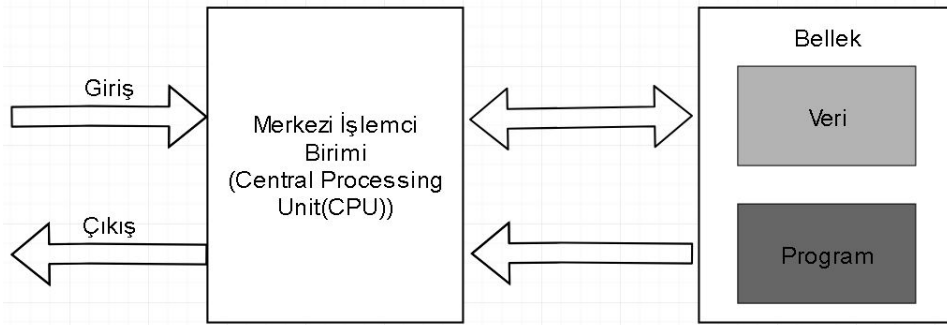 Giriş
Çıkış
Merkezi İşlemci
Birimi
(Central Processing
Unit(CPU))
Bellek
Veri
Program